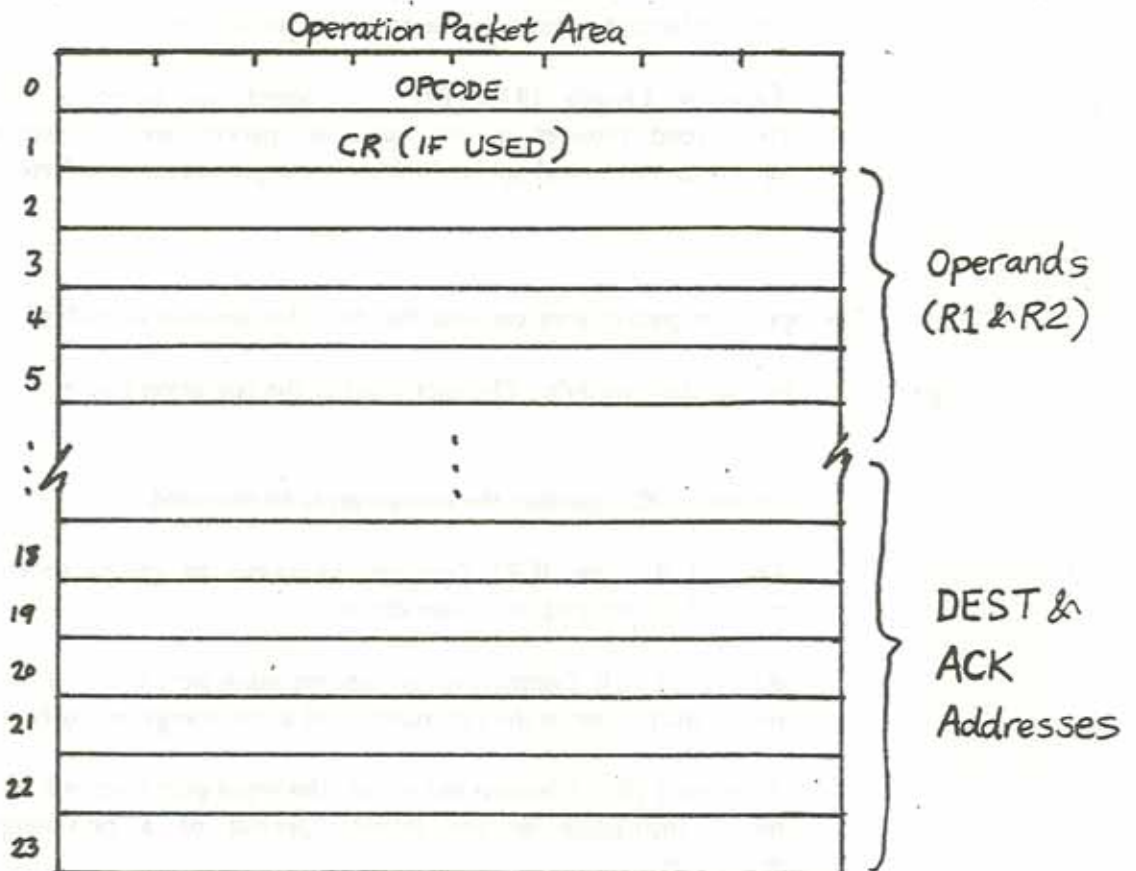 Operation Packet Area
0 OPCODE
1 CR (IF USED)
2
3
4
5
Operands
(R1 & R2)
18
19
20
21
22
23
DEST &
ACK
Addresses